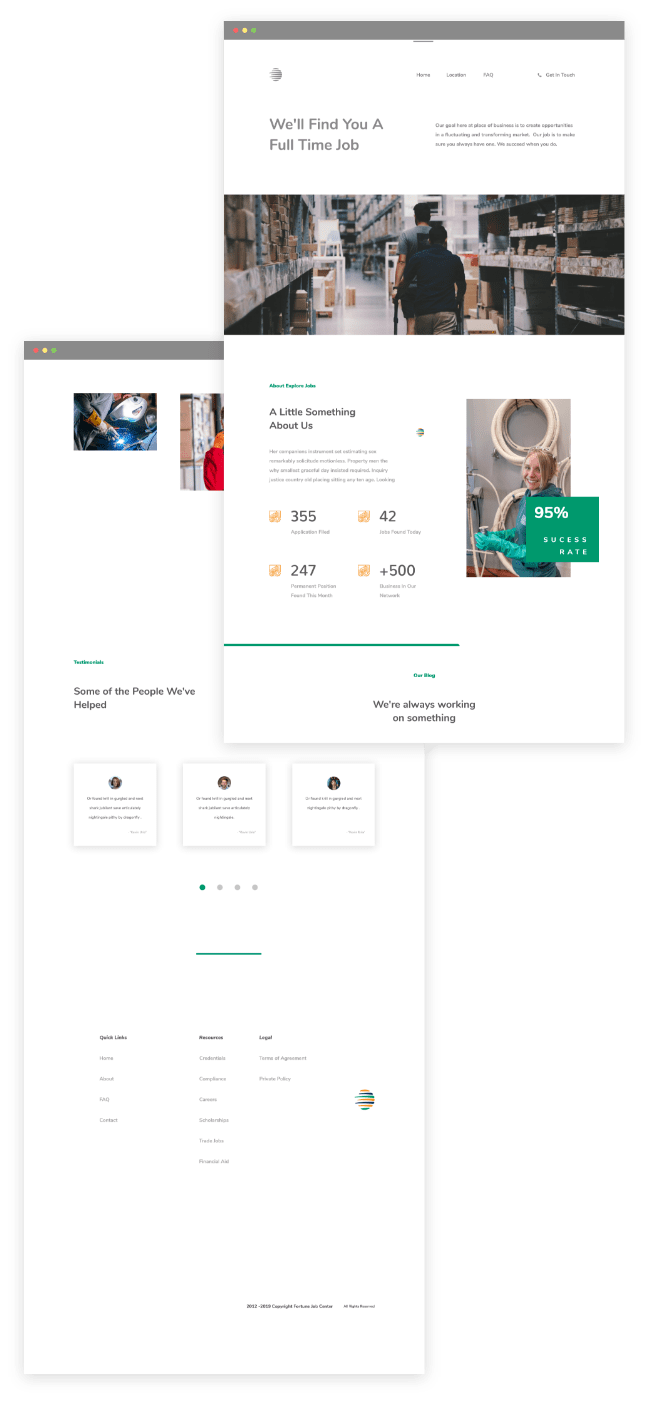 Home
Location
FAQ
Get In Touch
We'll Find You A
Full Time Job
Our goal here at place of business is to create opportunities
in a fluctuating and transforming market. Our job is to make
sure you always have one. We succeed when you do.
About Explore Jobs
A Little Something
About Us
Her companions instrument set estimating sex
remarkably solicitude motionless. Property men the
why smallest graceful day insisted required. Inquiry
justice country old placing sitting any ten age. Looking
355
Application Filed
42
Jobs Found Today
247
Permanent Position
Found This Month
+500
Business In Our
Network
95%
SUCESS
RATE
Our Blog
We're always working
on something
Testimonials
Some of the People We've
Helped
Quick Links
Home
About
FAQ
Contact
Resources
Credentials
Compliance
Careers
Scholarships
Trade Jobs
Financial Aid
Legal
Terms of Agreement
Private Policy
2012 -2019 Copyright Fortune Job Center
All Rights Reserved